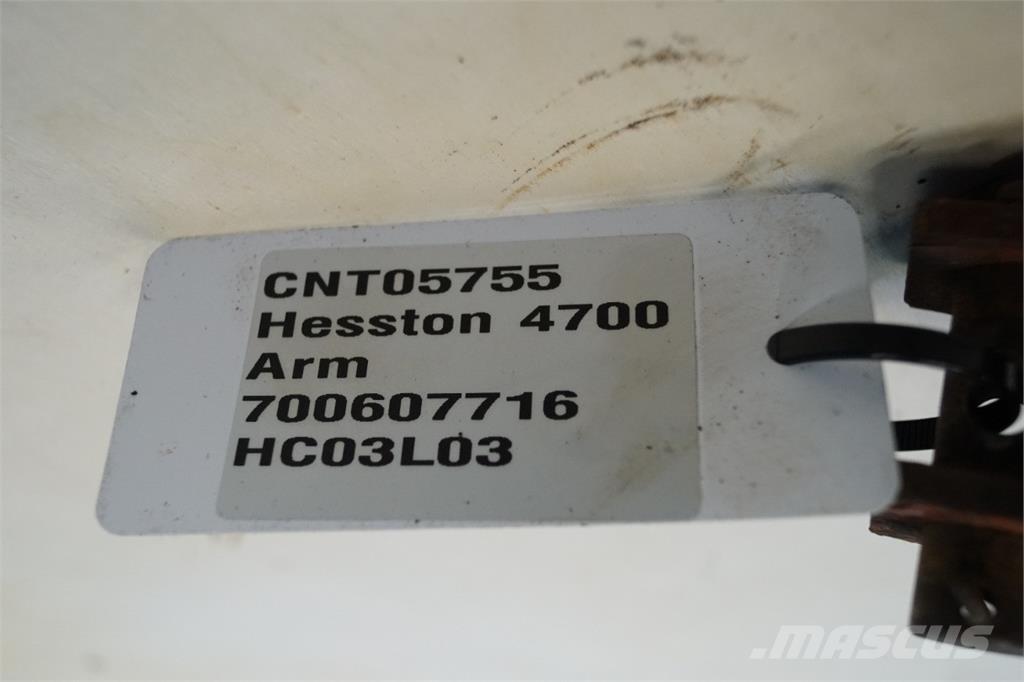 CNT05755
Hesston 4700
Arm
700607716
HC03L03
MASCUS